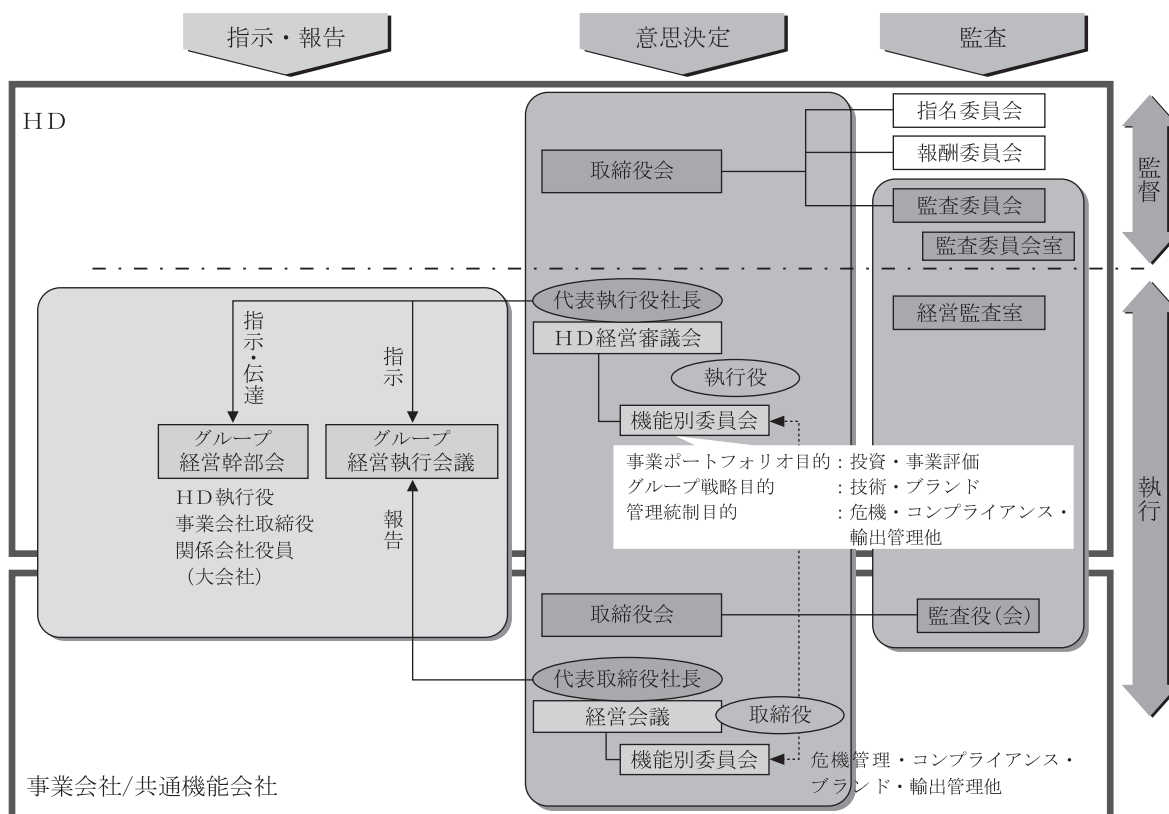 指示・報告
意思決定
監査
HD
指名委員会
取締役会
報酬委員会
監査委員会
監査委員会室
監督
代表執行役社長
HD経営審議会
執行役
機能別委員会
経営監査室
指示・伝達
指示
グループ
経営幹部会
グループ
経営執行会議
HD執行役
事業会社取締役
関係会社役員
（大会社）
報告
事業ポートフォリオ目的：投資・事業評価
グループ戦略目的：技術・ブランド
管理統制目的：危機・コンプライアンス・
輸出管理他
執行
取締役会
監査役(会)
代表取締役社長
経営会議
取締役
機能別委員会
危機管理・コンプライアンス・
ブランド・輸出管理他
事業会社/共通機能会社